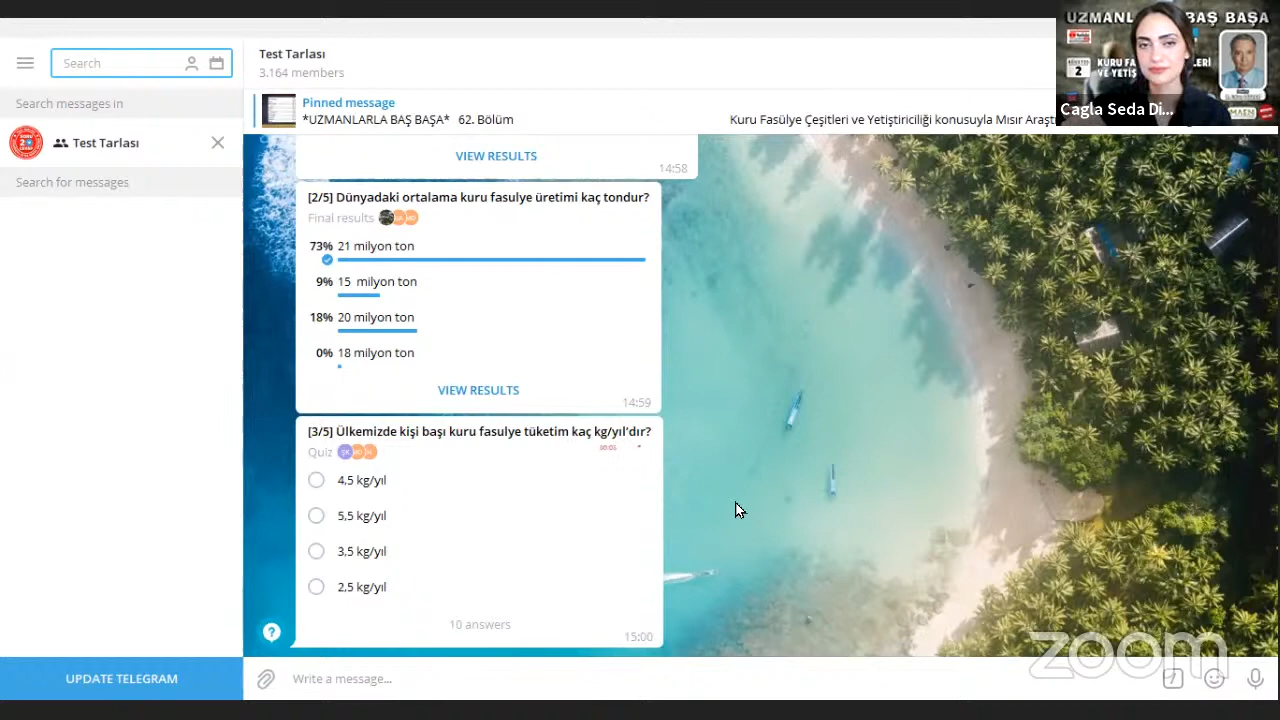 Search
Search messages in
Test Tarlası
Search for messages
UPDATE TELEGRAM
Test Tarlası
3.164 members
Pinned message
*UZMANLARLA BAŞ BAŞA* 62. Bölüm
Kuru Fasülye Çeşitleri ve Yetiştiriciliği konusuyla Mısır Araştı
VIEW RESULTS
14:58
[2/5] Dünyadaki ortalama kuru fasulye üretimi kaç tondur?
Final results
73% 21 milyon ton
9% 15 milyon ton
18% 20 milyon ton
0% 18 milyon ton
VIEW RESULTS
14:59
[3/5] Ülkemizde kişi başı kuru fasulye tüketim kaç kg/yıl'dır?
Quiz
4,5 kg/yıl
5,5 kg/yıl
3,5 kg/yıl
2,5 kg/yıl
10 answers
15:00
Write a message...
BAŞ BAŞA
2
Cagla Seda Di...
zoom